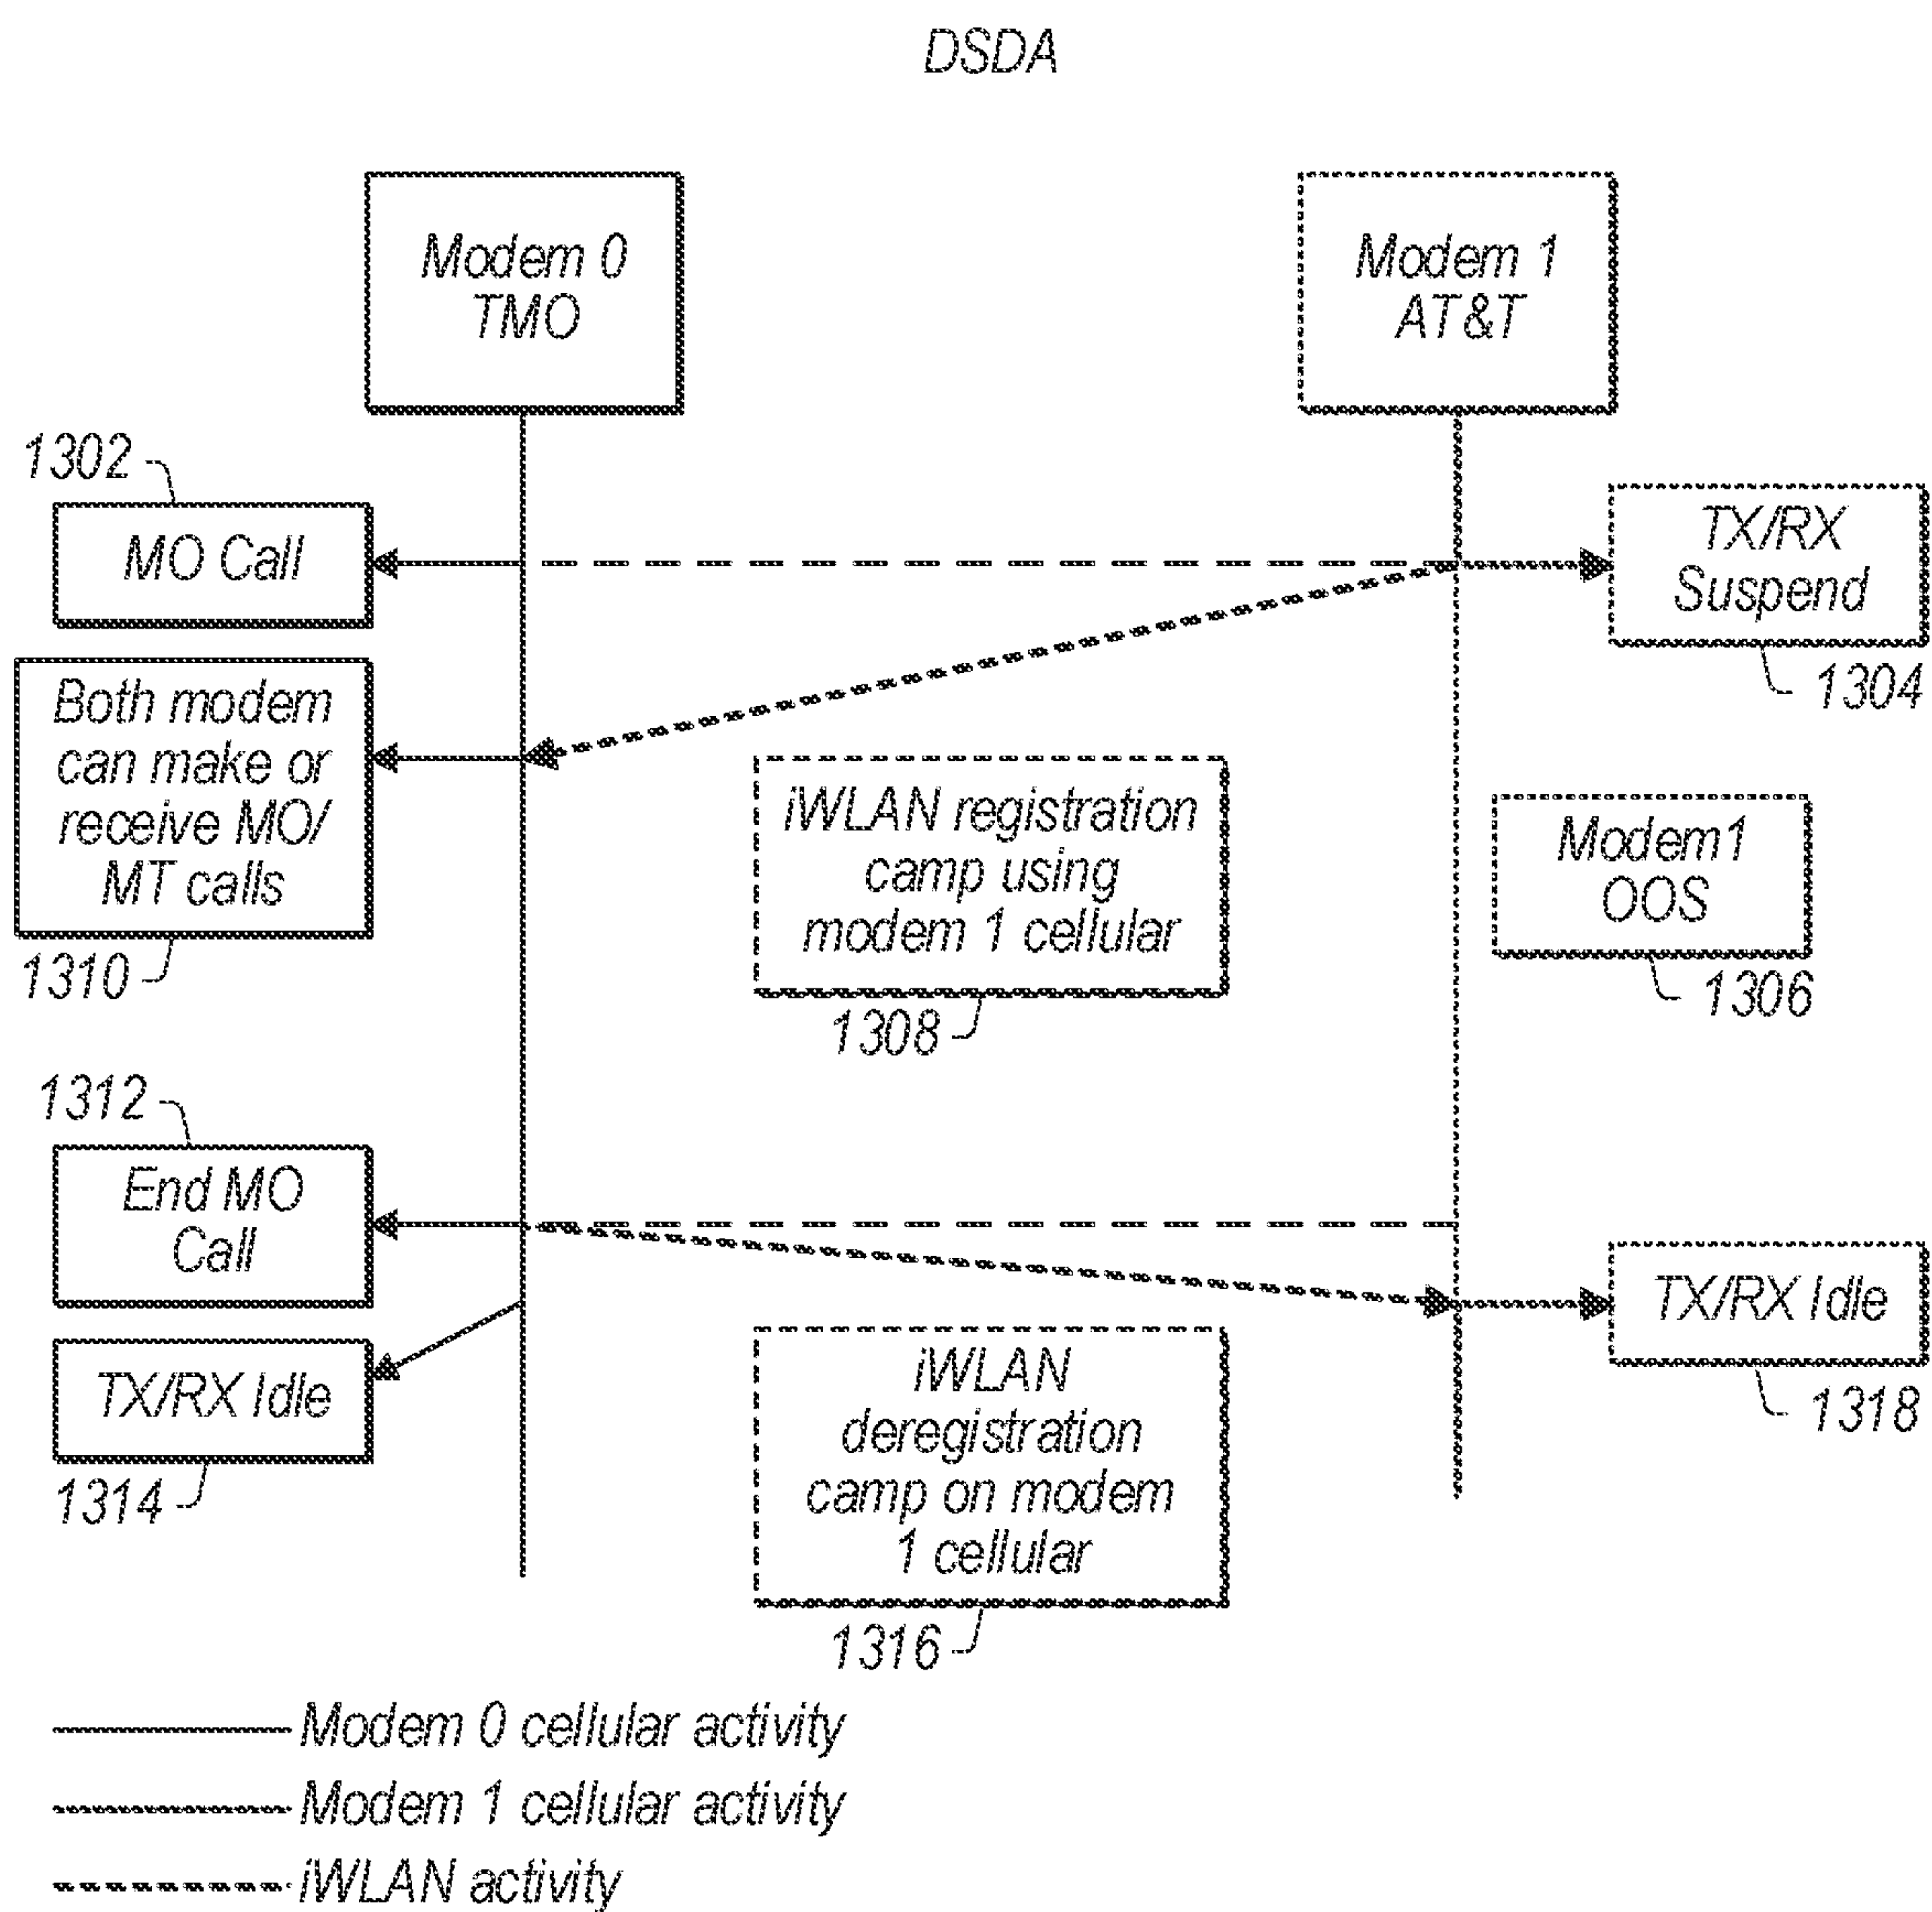 DSDA
Modem 0
TMO
Modem 1
AT&T
1302
MO Call
TX/RX
Suspend
1304
Both modem
can make or
receive MO/
MT calls
1310
iWLAN registration
camp using
modem 1 cellular
1308
Modem1
OOS
1306
1312
End MO
Call
TX/RX Idle
1314
iWLAN
deregistration
camp on modem
1 cellular
1316
TX/RX Idle
1318
Modem 0 cellular activity
Modem 1 cellular activity
iWLAN activity